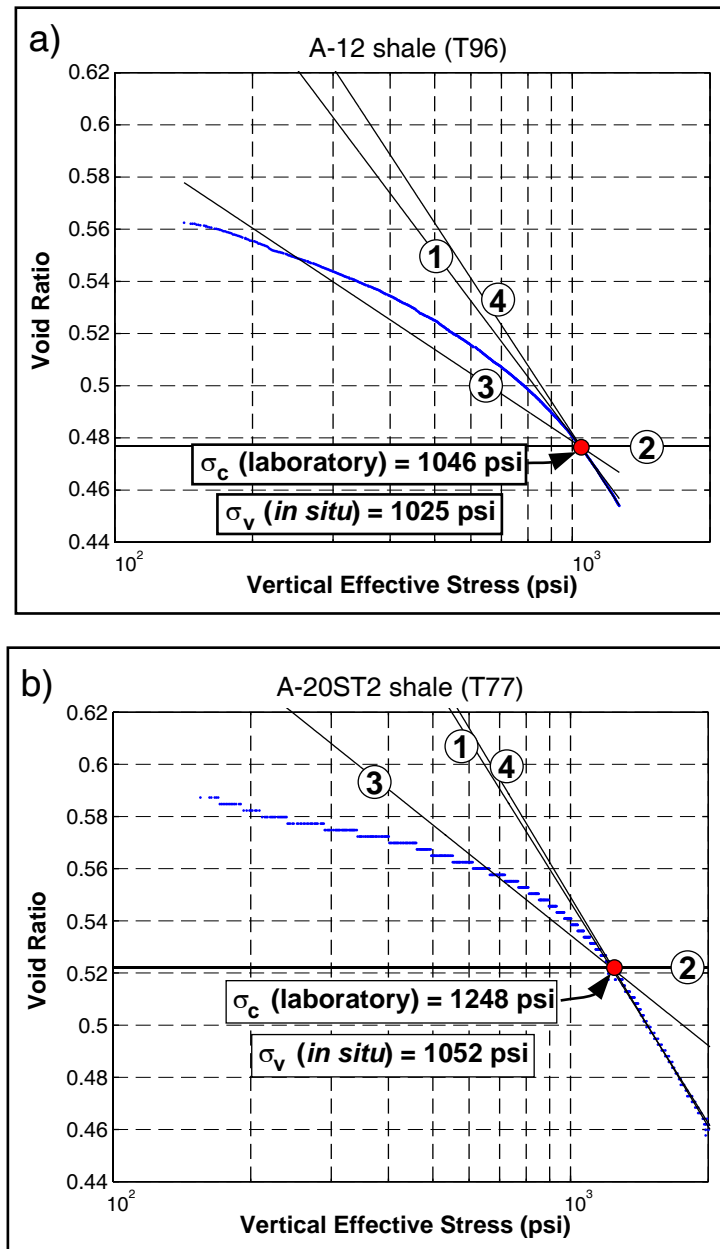 a)
A-12 shale (T96)
0.62
0.6
0.58
0.56
0.54
0.52
0.5
0.48
0.46
0.44
Void Ratio
1
4
3
2
σc (laboratory) = 1046 psi
σv (in situ) = 1025 psi
10²
10³
Vertical Effective Stress (psi)
b)
A-20ST2 shale (T77)
0.62
0.6
0.58
0.56
0.54
0.52
0.5
0.48
0.46
0.44
Void Ratio
1
4
3
2
σc (laboratory) = 1248 psi
σv (in situ) = 1052 psi
10²
10³
Vertical Effective Stress (psi)